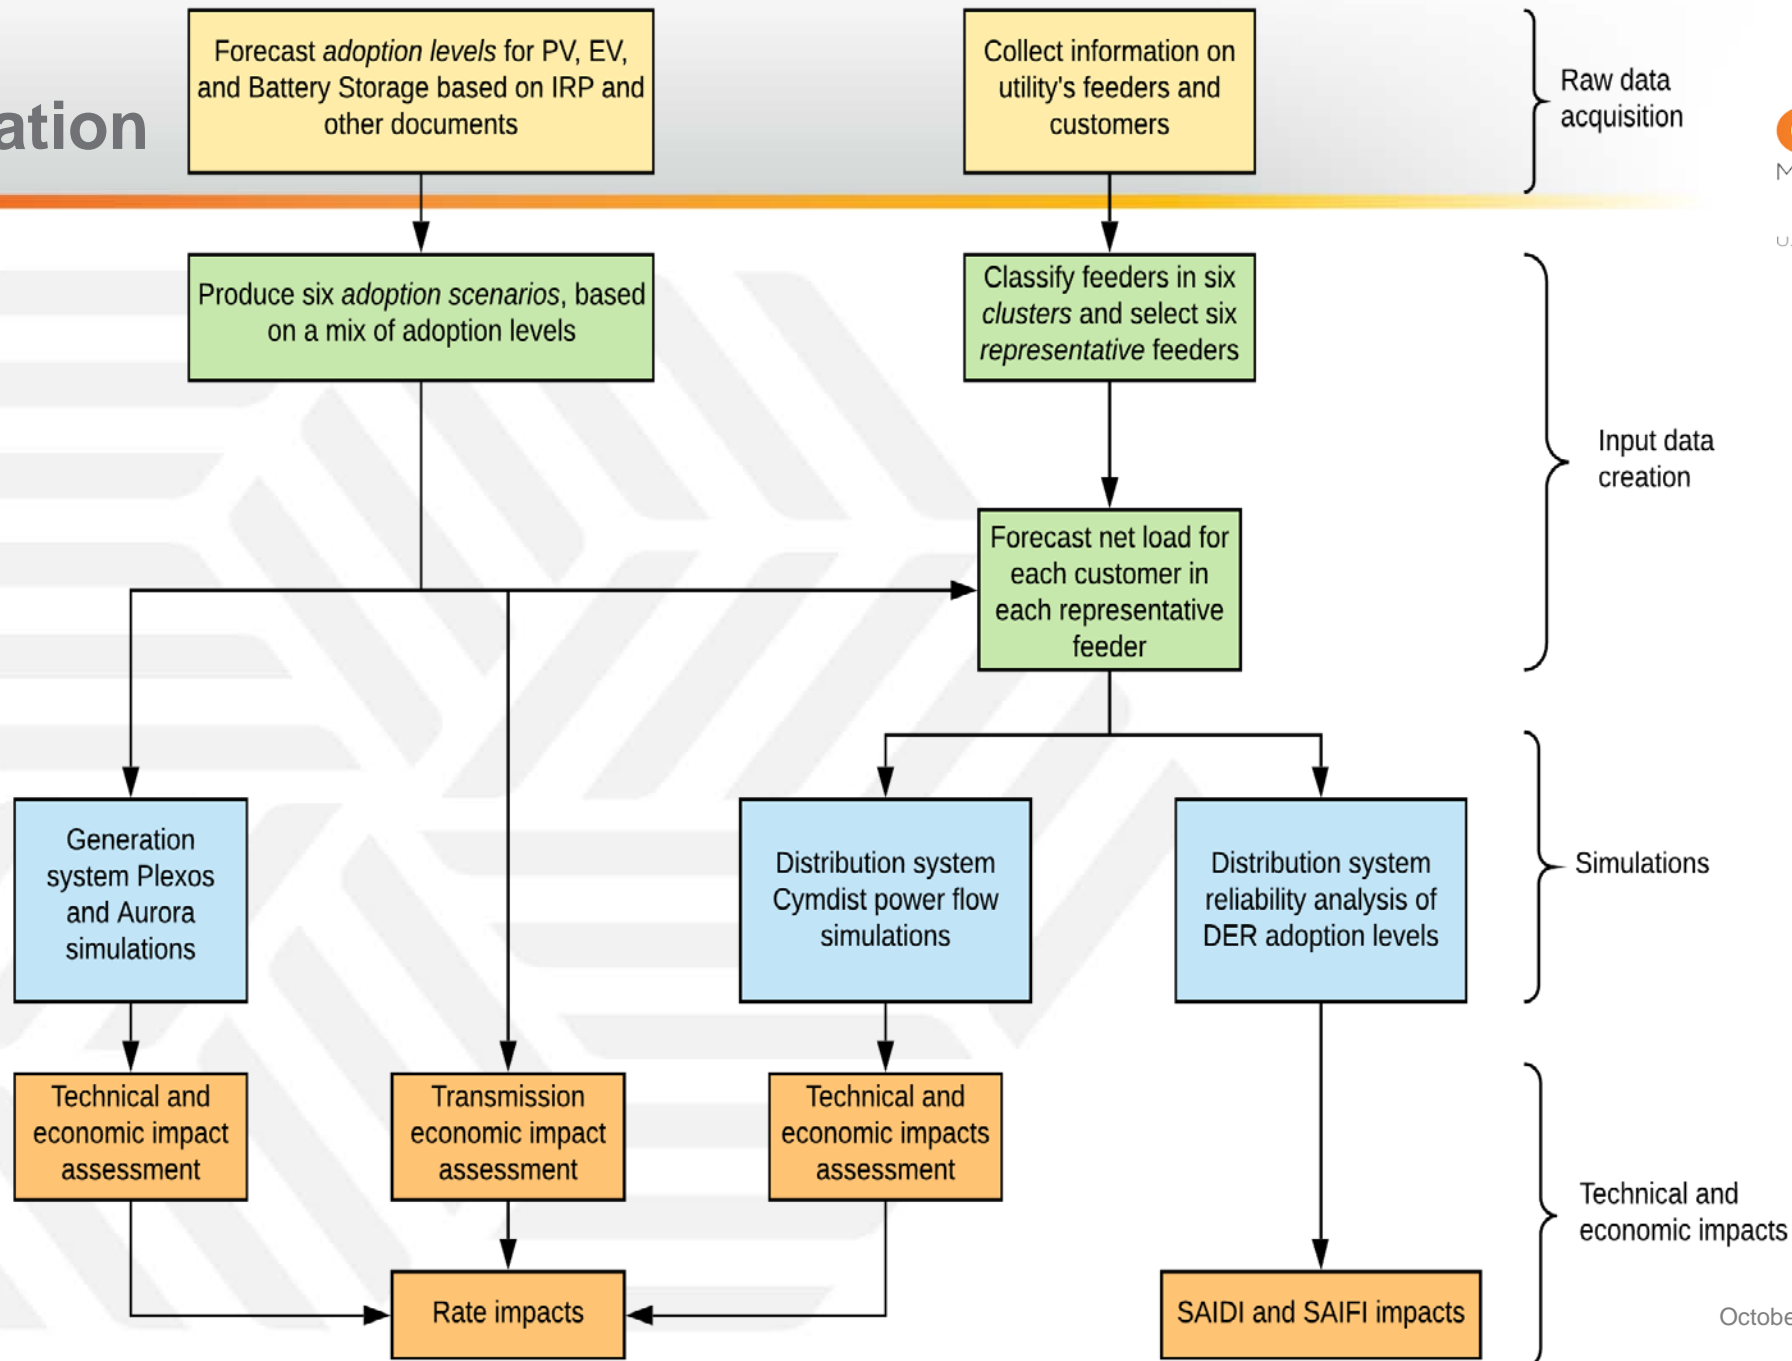 ation
Forecast adoption levels for PV, EV,
and Battery Storage based on IRP and
other documents
Collect information on
utility's feeders and
customers
Raw data
acquisition
M
U.
Produce six adoption scenarios, based
on a mix of adoption levels
Classify feeders in six
clusters and select six
representative feeders
Input data
creation
Forecast net load for
each customer in
each representative
feeder
Generation
system Plexos
and Aurora
simulations
Distribution system
Cymdist power flow
simulations
Distribution system
reliability analysis of
DER adoption levels
Simulations
Technical and
economic impact
assessment
Transmission
economic impact
assessment
Technical and
economic impacts
assessment
Technical and
economic impacts
Rate impacts
SAIDI and SAIFI impacts
Octobe